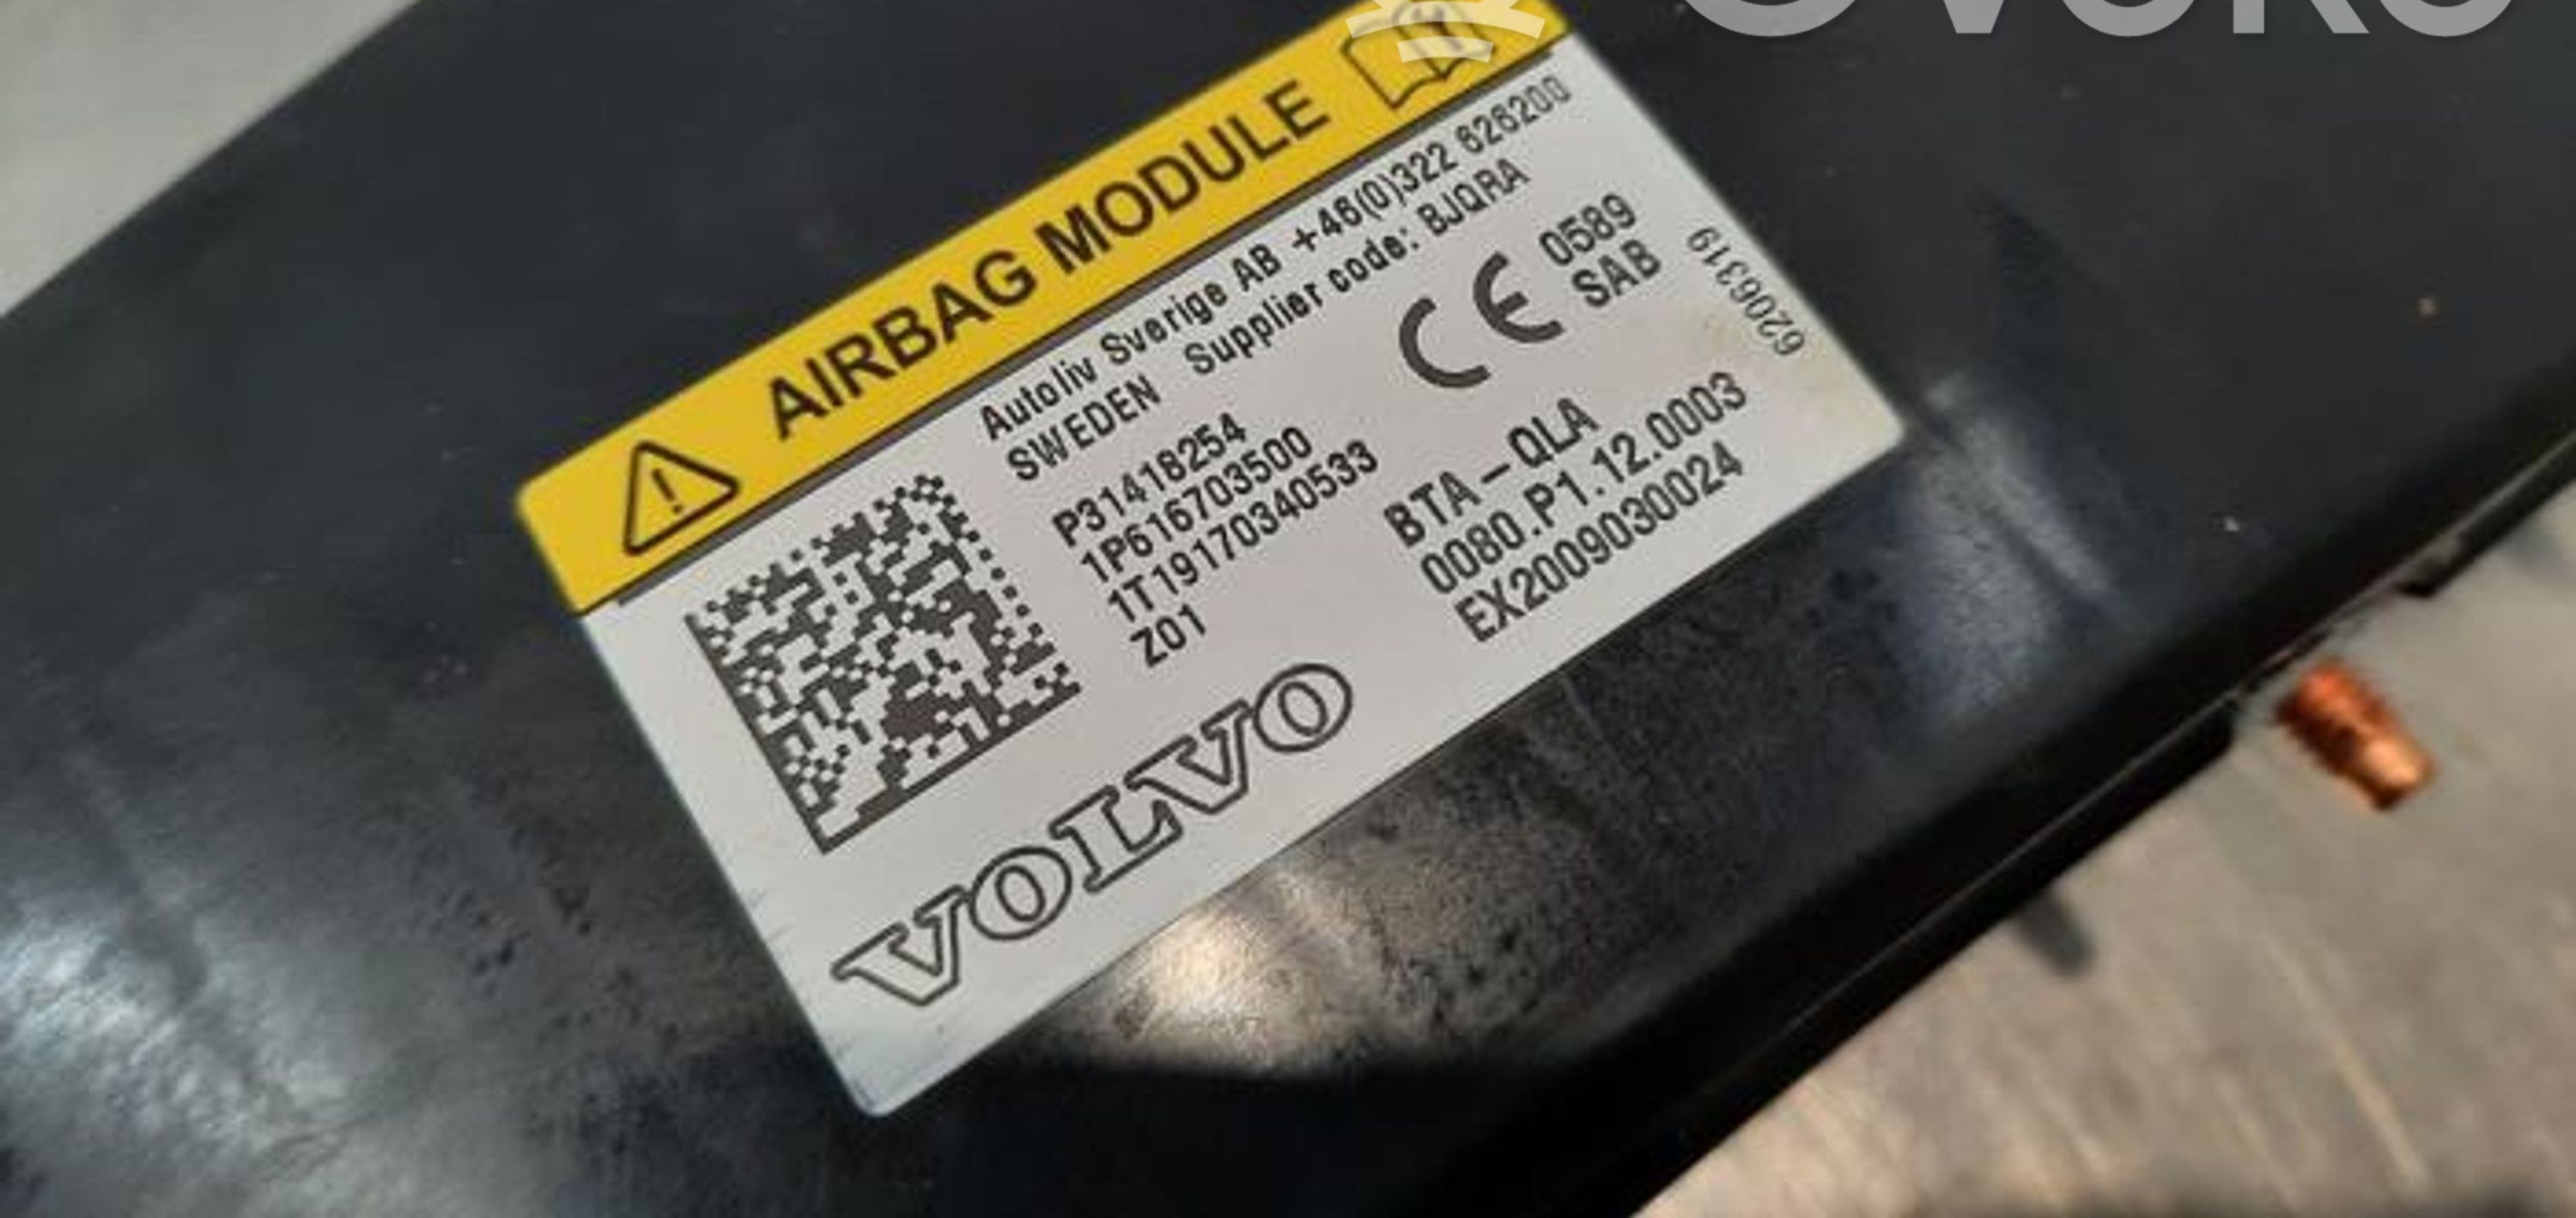 AIRBAG MODULE
Autoliv Sverige AB +46(0)322 626200
SWEDEN Supplier code: BJQRA
P31418254
1P616703500
1T19170340533
Z01
CE 0589
SAB
6206319
BTA-QLA
0080.P1.12.0003
EX2009030024
VOLVO